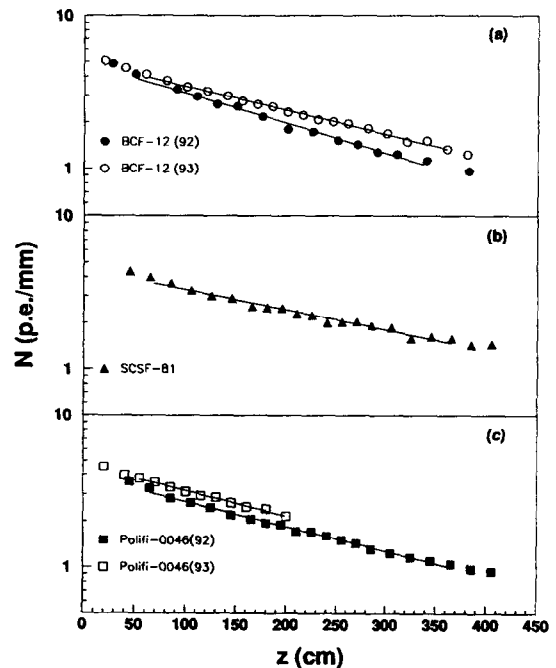 10
(a)
BCF-12 (92)
BCF-12 (93)
1
10
(b)
N (p.e./mm)
SCSF-81
1
10
(c)
Polifi-0046(92)
Polifi-0046(93)
1
0 50 100 150 200 250 300 350 400 450
z (cm)